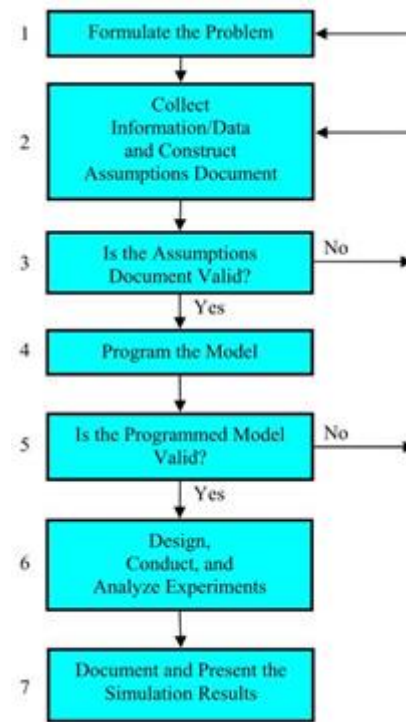 1
Formulate the Problem
2
Collect
Information/Data
and Construct
Assumptions Document
3
Is the Assumptions
Document Valid?
No
Yes
4
Program the Model
5
Is the Programmed Model
Valid?
No
Yes
6
Design,
Conduct, and
Analyze Experiments
7
Document and Present the
Simulation Results